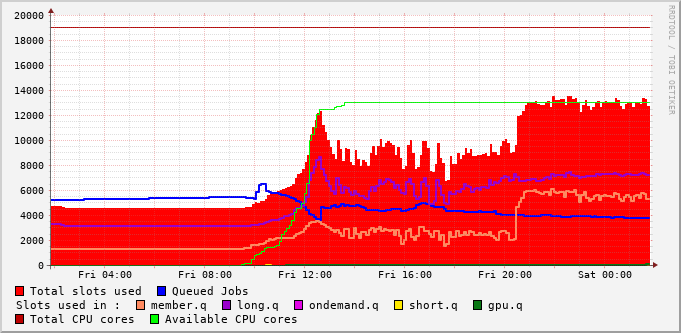 RRDTOOL / TOBI OETIKER
20000
18000
16000
14000
12000
10000
8000
6000
4000
2000
0
Fri 04:00 Fri 08:00 Fri 12:00 Fri 16:00 Fri 20:00 Sat 00:00
Total slots used Queued Jobs
Slots used in : member.q long.q ondemand.q short.q gpu.q
Total CPU cores Available CPU cores